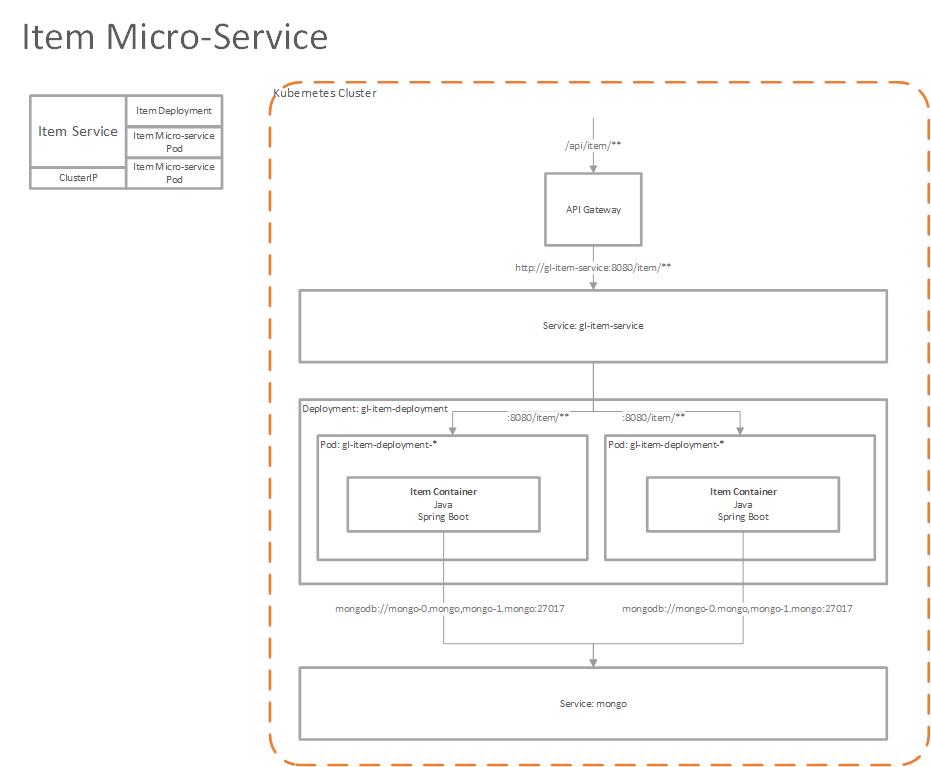 Item Micro-Service
Item Service
ClusterIP
Item Deployment
Item Micro-service
Pod
Item Micro-service
Pod
Kubernetes Cluster
/api/item/**
API Gateway
http://gl-item-service:8080/item/**
Service: gl-item-service
Deployment: gl-item-deployment
:8080/item/**
:8080/item/**
Pod: gl-item-deployment-*
Pod: gl-item-deployment-*
Item Container
Java
Spring Boot
Item Container
Java
Spring Boot
mongodb://mongo-0.mongo,mongo-1.mongo:27017
mongodb://mongo-0.mongo,mongo-1.mongo:27017
Service: mongo